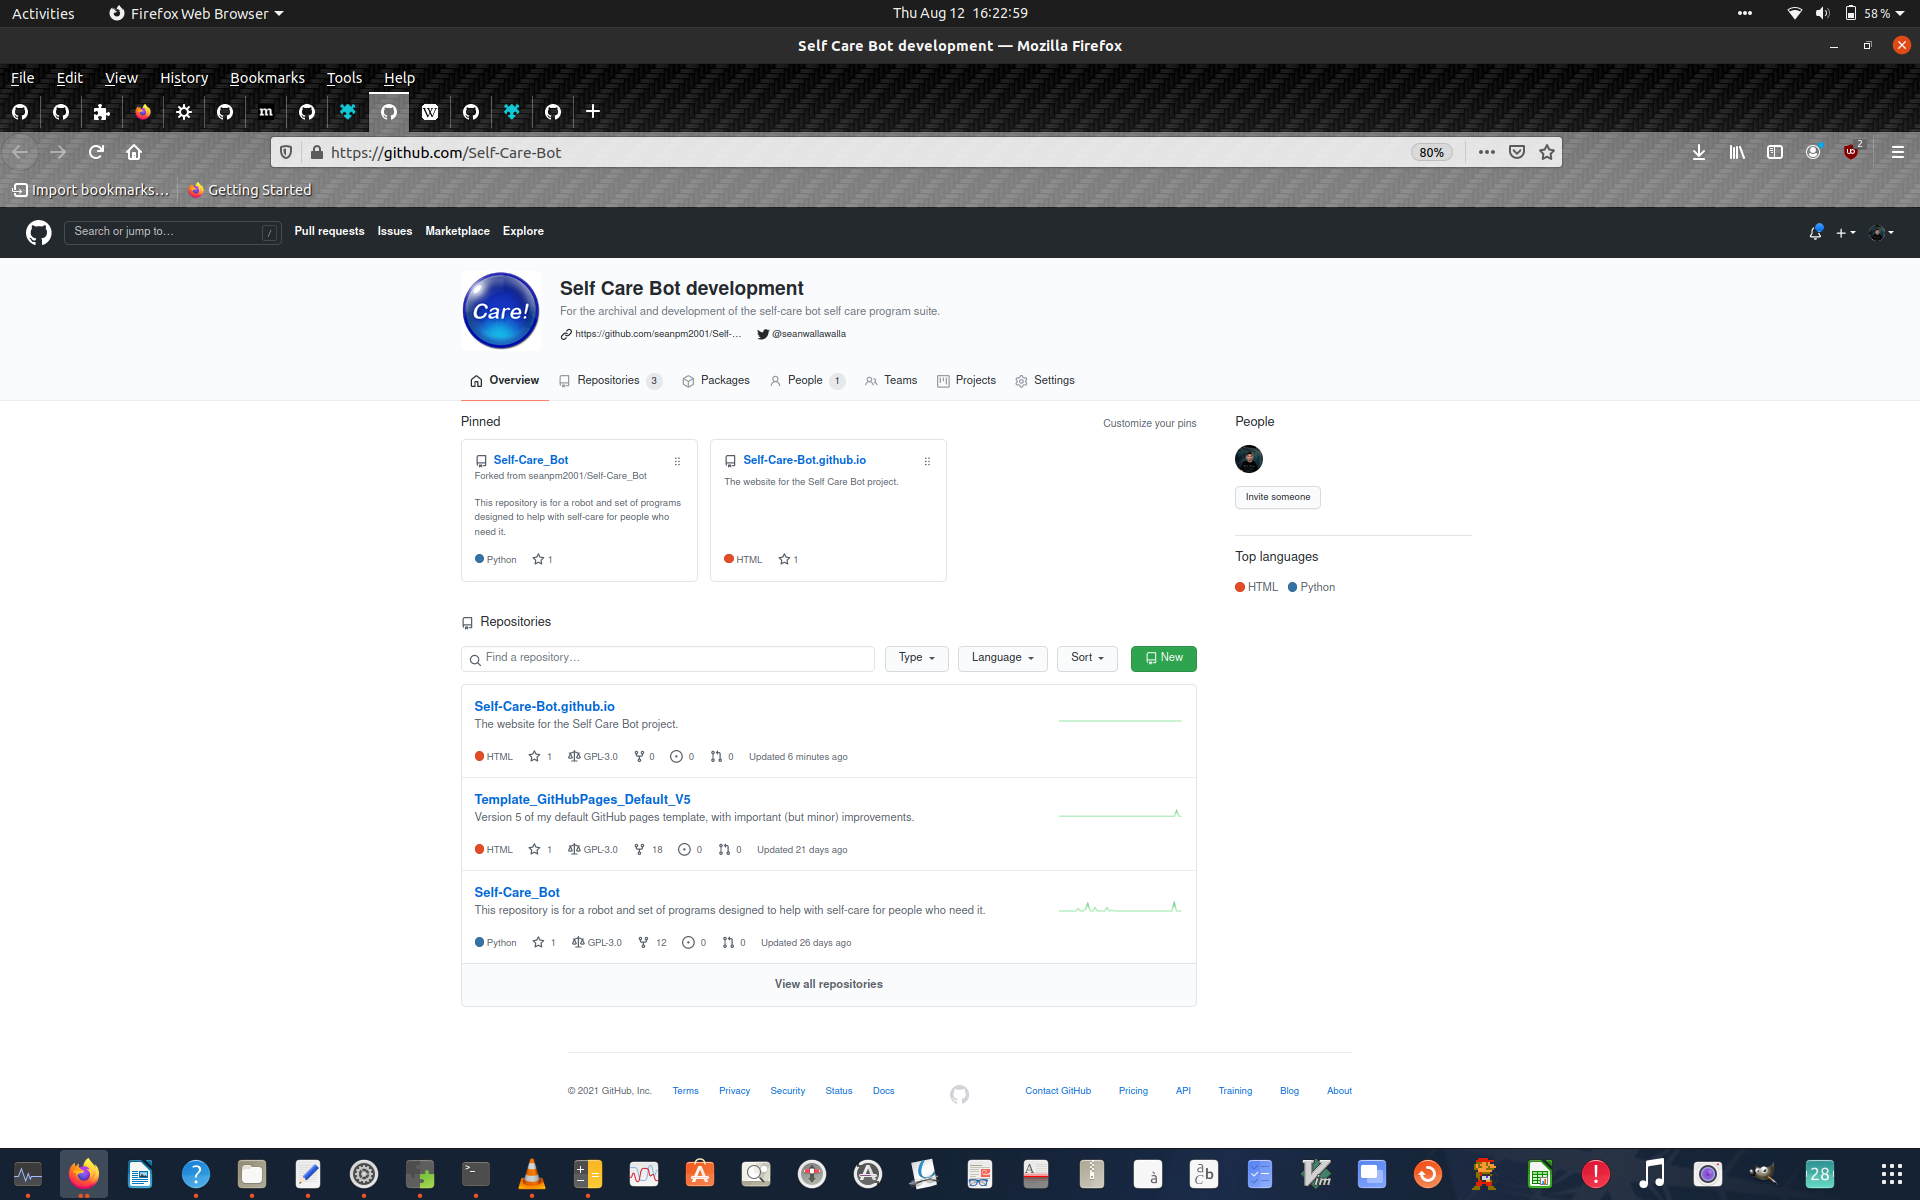 Activities Firefox Web Browser Thu Aug 12 16:22:59 58 %
Self Care Bot development — Mozilla Firefox
File Edit View History Bookmarks Tools Help
m W
https://github.com/Self-Care-Bot 80% 2
Import bookmarks… Getting Started
Search or jump to… / Pull requests Issues Marketplace Explore
Care!
Self Care Bot development
For the archival and development of the self-care bot self care program suite.
https://github.com/seanpm2001/Self-… @seanwallawalla
Overview Repositories 3 Packages People 1 Teams Projects Settings
Pinned Customize your pins
Self-Care_Bot
Forked from seanpm2001/Self-Care_Bot
This repository is for a robot and set of programs
designed to help with self-care for people who
need it.
Python 1
Self-Care-Bot.github.io
The website for the Self Care Bot project.
HTML 1
People
Invite someone
Top languages
HTML Python
Repositories
Find a repository… Type Language Sort New
Self-Care-Bot.github.io
The website for the Self Care Bot project.
HTML 1 GPL-3.0 0 0 0 Updated 6 minutes ago
Template_GitHubPages_Default_V5
Version 5 of my default GitHub pages template, with important (but minor) improvements.
HTML 1 GPL-3.0 18 0 0 Updated 21 days ago
Self-Care_Bot
This repository is for a robot and set of programs designed to help with self-care for people who need it.
Python 1 GPL-3.0 12 0 0 Updated 26 days ago
View all repositories
© 2021 GitHub, Inc. Terms Privacy Security Status Docs Contact GitHub Pricing API Training Blog About
28